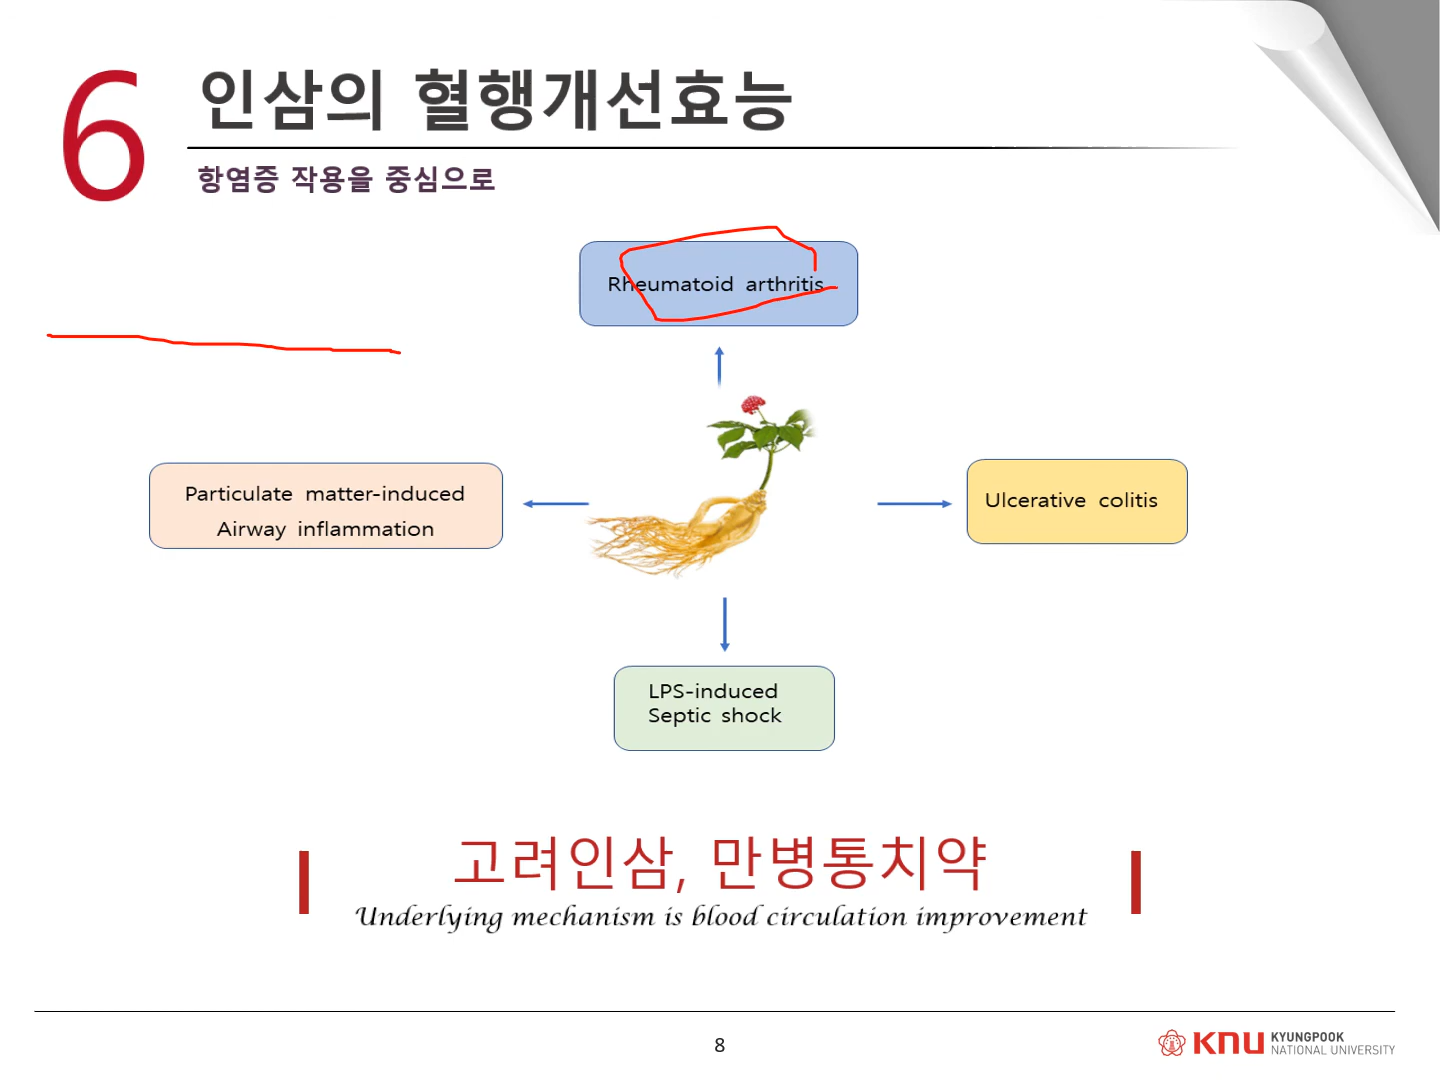 6
인삼의 혈행개선효능
항염증 작용을 중심으로
Rheumatoid arthritis
Particulate matter-induced
Airway inflammation
Ulcerative colitis
LPS-induced
Septic shock
고려인삼, 만병통치약
Underlying mechanism is blood circulation improvement
8
KNU KYUNGPOOK
NATIONAL UNIVERSITY